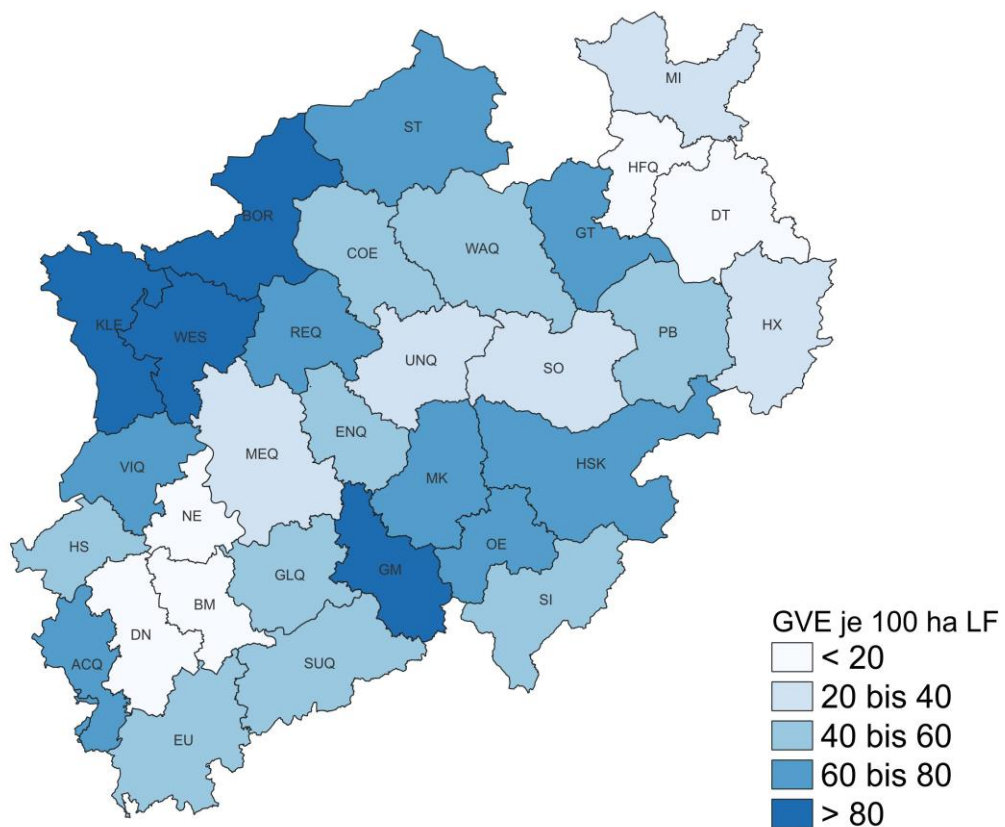 MI
ST
HFQ
DT
BOR
GT
COE
WAQ
KLE
WES
REQ
PB
HX
UNQ
SO
ENQ
MEQ
VIQ
HSK
MK
NE
HS
OE
GLQ
GM
BM
SI
DN
SUQ
ACQ
EU
GVE je 100 ha LF
< 20
20 bis 40
40 bis 60
60 bis 80
> 80